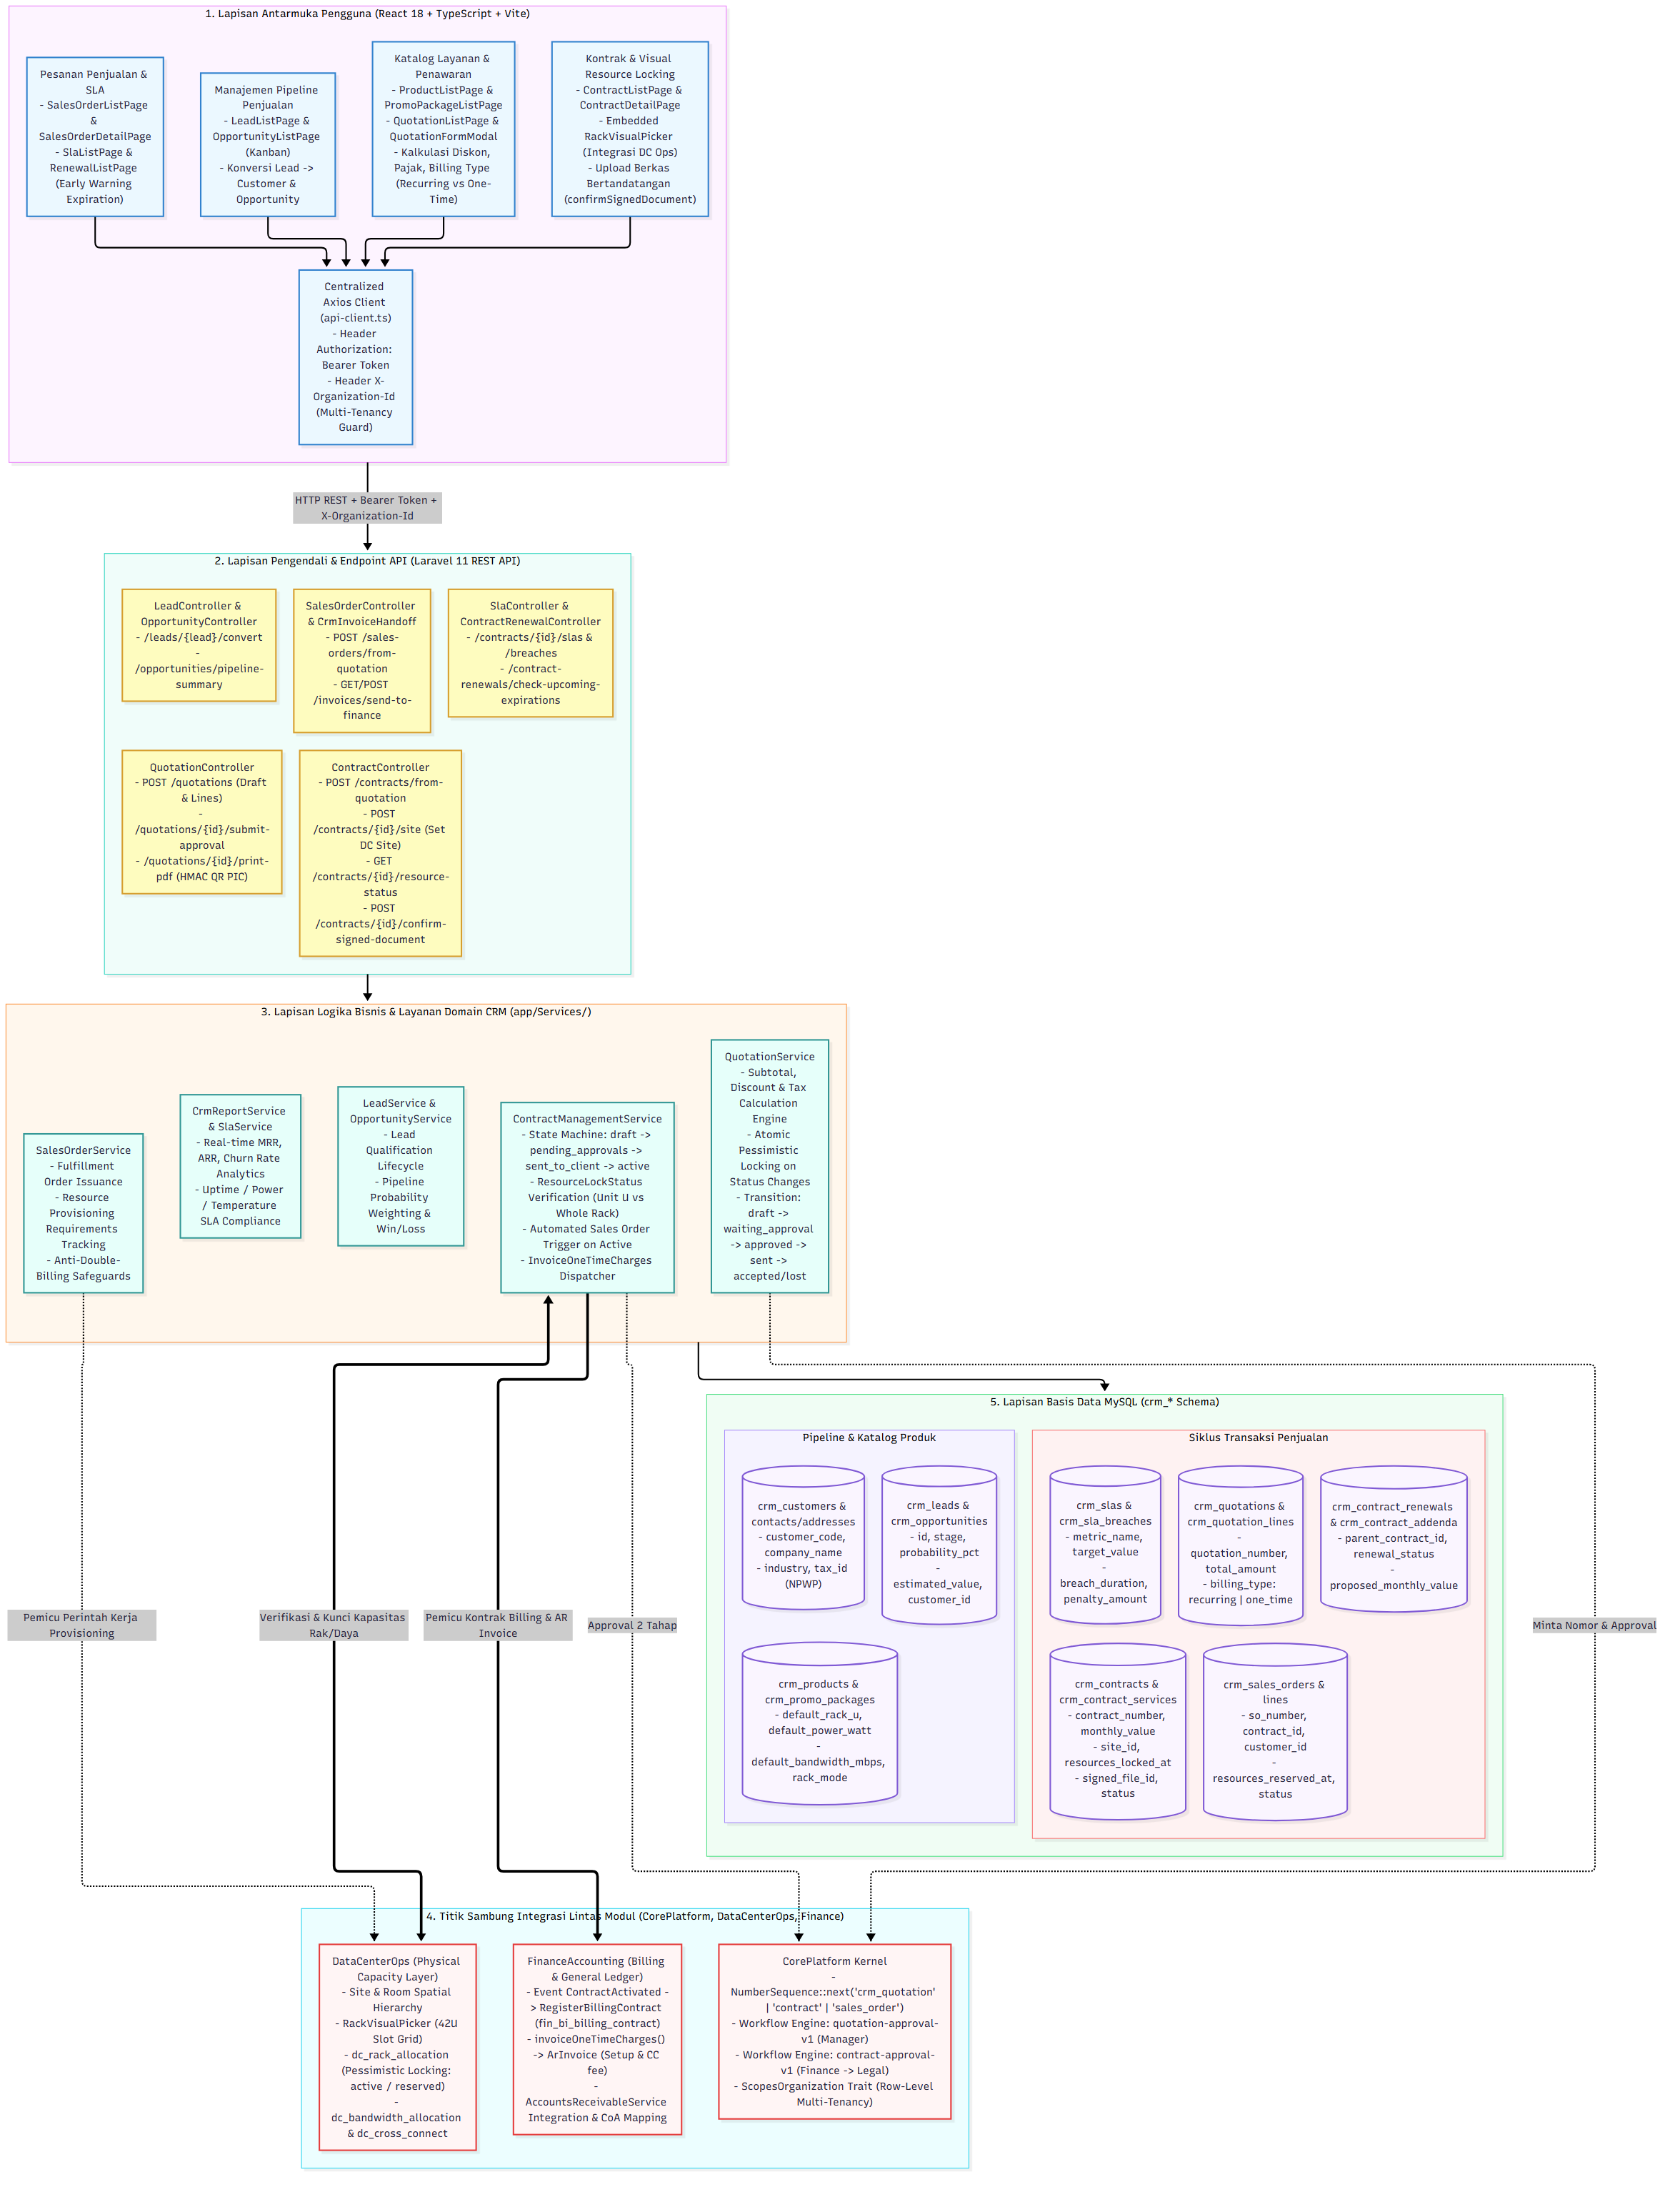 1. Lapisan Antarmuka Pengguna (React 18 + TypeScript + Vite)
Pesanan Penjualan &
SLA
- SalesOrderListPage
&
SalesOrderDetailPage
- SlaListPage &
RenewalListPage
(Early Warning
Expiration)
Manajemen Pipeline
Penjualan
- LeadListPage &
OpportunityListPage
(Kanban)
- Konversi Lead ->
Customer &
Opportunity
Katalog Layanan &
Penawaran
- ProductListPage &
PromoPackageListPage
- QuotationListPage &
QuotationFormModal
- Kalkulasi Diskon,
Pajak, Billing Type
(Recurring vs One-
Time)
Kontrak & Visual
Resource Locking
- ContractListPage &
ContractDetailPage
- Embedded
RackVisualPicker
(Integrasi DC Ops)
- Upload Berkas
Bertandatangan
(confirmSignedDocument)
Centralized
Axios Client
(api-client.ts)
- Header
Authorization:
Bearer Token
- Header X-
Organization-Id
(Multi-Tenancy
Guard)
HTTP REST + Bearer Token +
X-Organization-Id
2. Lapisan Pengendali & Endpoint API (Laravel 11 REST API)
LeadController &
OpportunityController
- /leads/{lead}/convert
-
/opportunities/pipeline-
summary
SalesOrderController
& CrmInvoiceHandoff
- POST /sales-
orders/from-
quotation
- GET/POST
/invoices/send-to-
finance
SlaController &
ContractRenewalController
- /contracts/{id}/slas &
/breaches
- /contract-
renewals/check-upcoming-
expirations
QuotationController
- POST /quotations (Draft
& Lines)
-
/quotations/{id}/submit-
approval
- /quotations/{id}/print-
pdf (HMAC QR PIC)
ContractController
- POST /contracts/from-
quotation
- POST
/contracts/{id}/site (Set
DC Site)
- GET
/contracts/{id}/resource-
status
- POST
/contracts/{id}/confirm-
signed-document
3. Lapisan Logika Bisnis & Layanan Domain CRM (app/Services/)
SalesOrderService
- Fulfillment
Order Issuance
- Resource
Provisioning
Requirements
Tracking
- Anti-Double-
Billing Safeguards
CrmReportService
& SlaService
- Real-time MRR,
ARR, Churn Rate
Analytics
- Uptime / Power
/ Temperature
SLA Compliance
LeadService &
OpportunityService
- Lead
Qualification
Lifecycle
- Pipeline
Probability
Weighting &
Win/Loss
ContractManagementService
- State Machine: draft ->
pending_approvals ->
sent_to_client -> active
- ResourceLockStatus
Verification (Unit U vs
Whole Rack)
- Automated Sales Order
Trigger on Active
- InvoiceOneTimeCharges
Dispatcher
QuotationService
- Subtotal,
Discount & Tax
Calculation
Engine
- Atomic
Pessimistic
Locking on
Status Changes
- Transition:
draft ->
waiting_approval
-> approved ->
sent ->
accepted/lost
5. Lapisan Basis Data MySQL (crm_* Schema)
Pipeline & Katalog Produk
crm_customers &
contacts/addresses
- customer_code,
company_name
- industry, tax_id
(NPWP)
crm_leads &
crm_opportunities
- id, stage,
probability_pct
-
estimated_value,
customer_id
crm_products &
crm_promo_packages
- default_rack_u,
default_power_watt
-
default_bandwidth_mbps,
rack_mode
Siklus Transaksi Penjualan
crm_slas &
crm_sla_breaches
- metric_name,
target_value
-
breach_duration,
penalty_amount
crm_quotations &
crm_quotation_lines
-
quotation_number,
total_amount
- billing_type:
recurring | one_time
crm_contract_renewals
& crm_contract_addenda
- parent_contract_id,
renewal_status
-
proposed_monthly_value
crm_contracts &
crm_contract_services
- contract_number,
monthly_value
- site_id,
resources_locked_at
- signed_file_id,
status
crm_sales_orders &
lines
- so_number,
contract_id,
customer_id
-
resources_reserved_at,
status
Pemicu Perintah Kerja
Provisioning
Verifikasi & Kunci Kapasitas
Rak/Daya
Pemicu Kontrak Billing & AR
Invoice
Approval 2 Tahap
Minta Nomor & Approval
4. Titik Sambung Integrasi Lintas Modul (CorePlatform, DataCenterOps, Finance)
DataCenterOps (Physical
Capacity Layer)
- Site & Room Spatial
Hierarchy
- RackVisualPicker (42U
Slot Grid)
- dc_rack_allocation
(Pessimistic Locking:
active / reserved)
-
dc_bandwidth_allocation
& dc_cross_connect
FinanceAccounting (Billing
& General Ledger)
- Event ContractActivated -
> RegisterBillingContract
(fin_bi_billing_contract)
- invoiceOneTimeCharges()
-> ArInvoice (Setup & CC
fee)
-
AccountsReceivableService
Integration & CoA Mapping
CorePlatform Kernel
-
NumberSequence::next('crm_quotation'
| 'contract' | 'sales_order')
- Workflow Engine: quotation-approval-
v1 (Manager)
- Workflow Engine: contract-approval-
v1 (Finance -> Legal)
- ScopesOrganization Trait (Row-Level
Multi-Tenancy)